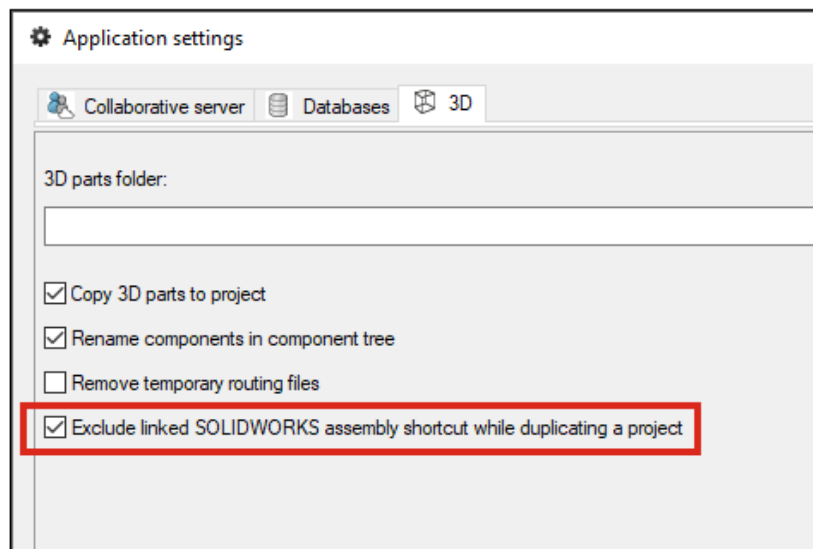 Application settings
Collaborative server Databases 3D
3D parts folder:
Copy 3D parts to project
Rename components in component tree
Remove temporary routing files
Exclude linked SOLIDWORKS assembly shortcut while duplicating a project